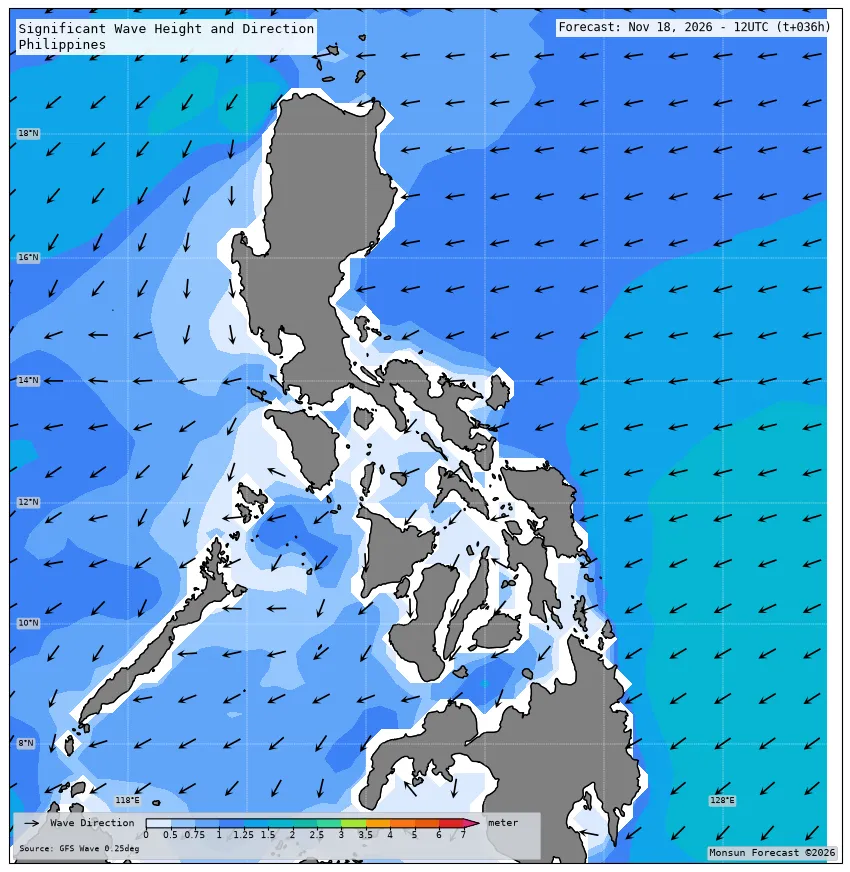 Significant Wave Height and Direction
Philippines
Forecast: Nov 18, 2026 - 12UTC (t+036h)
18°N
16°N
14°N
12°N
10°N
8°N
118°E
128°E
Wave Direction
0 0.5 0.75 1 1.25 1.5 2 2.5 3 3.5 4 5 6 7
meter
Source: GFS Wave 0.25deg
Monsun Forecast ©2026